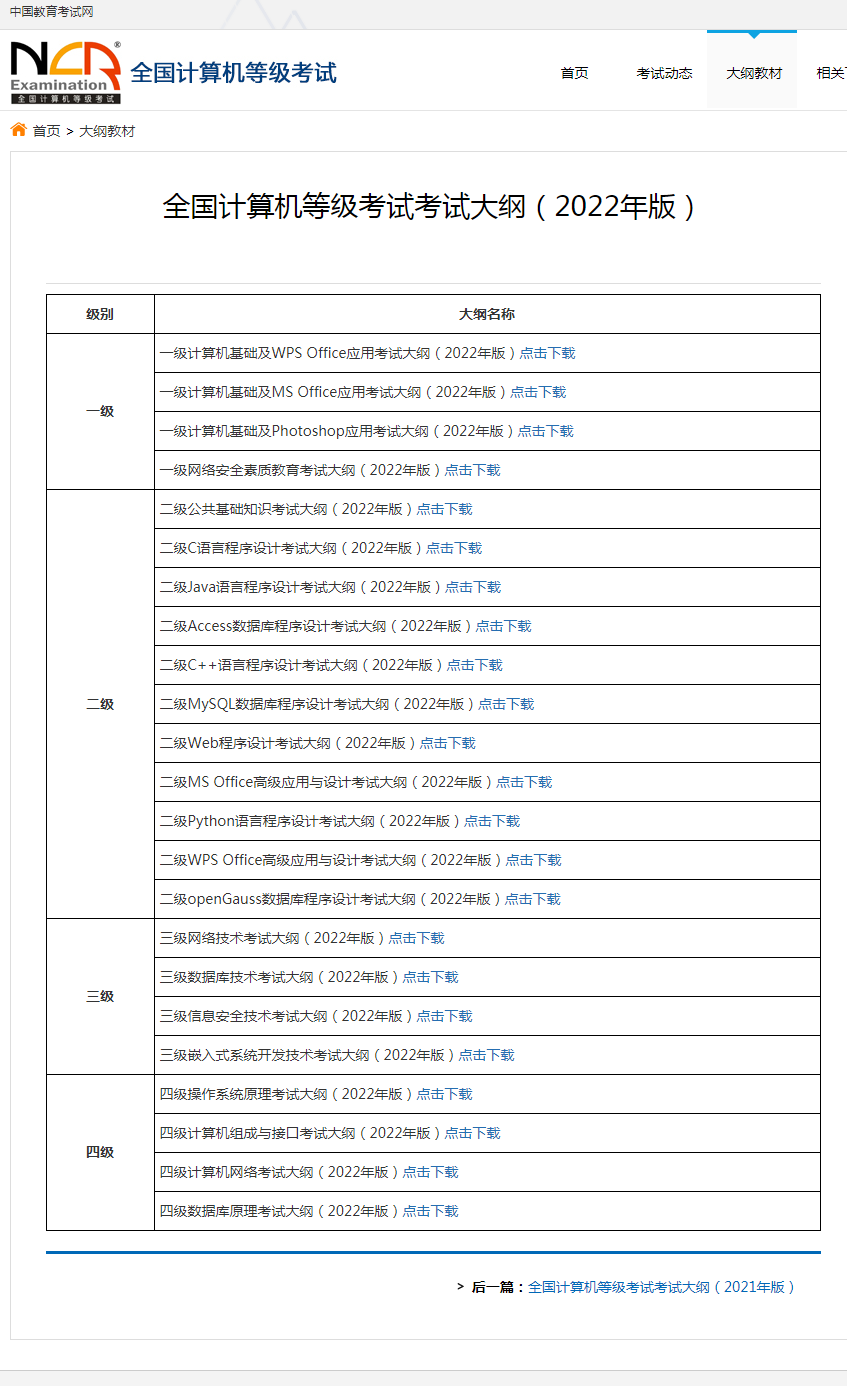 中国教育考试网
NCR
Examination
全国计算机等级考试
全国计算机等级考试
首页
考试动态
大纲教材
相关
首页 > 大纲教材
全国计算机等级考试考试大纲（2022年版）
级别
大纲名称
一级
一级计算机基础及WPS Office应用考试大纲（2022年版）点击下载
一级计算机基础及MS Office应用考试大纲（2022年版）点击下载
一级计算机基础及Photoshop应用考试大纲（2022年版）点击下载
一级网络安全素质教育考试大纲（2022年版）点击下载
二级
二级公共基础知识考试大纲（2022年版）点击下载
二级C语言程序设计考试大纲（2022年版）点击下载
二级Java语言程序设计考试大纲（2022年版）点击下载
二级Access数据库程序设计考试大纲（2022年版）点击下载
二级C++语言程序设计考试大纲（2022年版）点击下载
二级MySQL数据库程序设计考试大纲（2022年版）点击下载
二级Web程序设计考试大纲（2022年版）点击下载
二级MS Office高级应用与设计考试大纲（2022年版）点击下载
二级Python语言程序设计考试大纲（2022年版）点击下载
二级WPS Office高级应用与设计考试大纲（2022年版）点击下载
二级openGauss数据库程序设计考试大纲（2022年版）点击下载
三级
三级网络技术考试大纲（2022年版）点击下载
三级数据库技术考试大纲（2022年版）点击下载
三级信息安全技术考试大纲（2022年版）点击下载
三级嵌入式系统开发技术考试大纲（2022年版）点击下载
四级
四级操作系统原理考试大纲（2022年版）点击下载
四级计算机组成与接口考试大纲（2022年版）点击下载
四级计算机网络考试大纲（2022年版）点击下载
四级数据库原理考试大纲（2022年版）点击下载
> 后一篇：全国计算机等级考试考试大纲（2021年版）